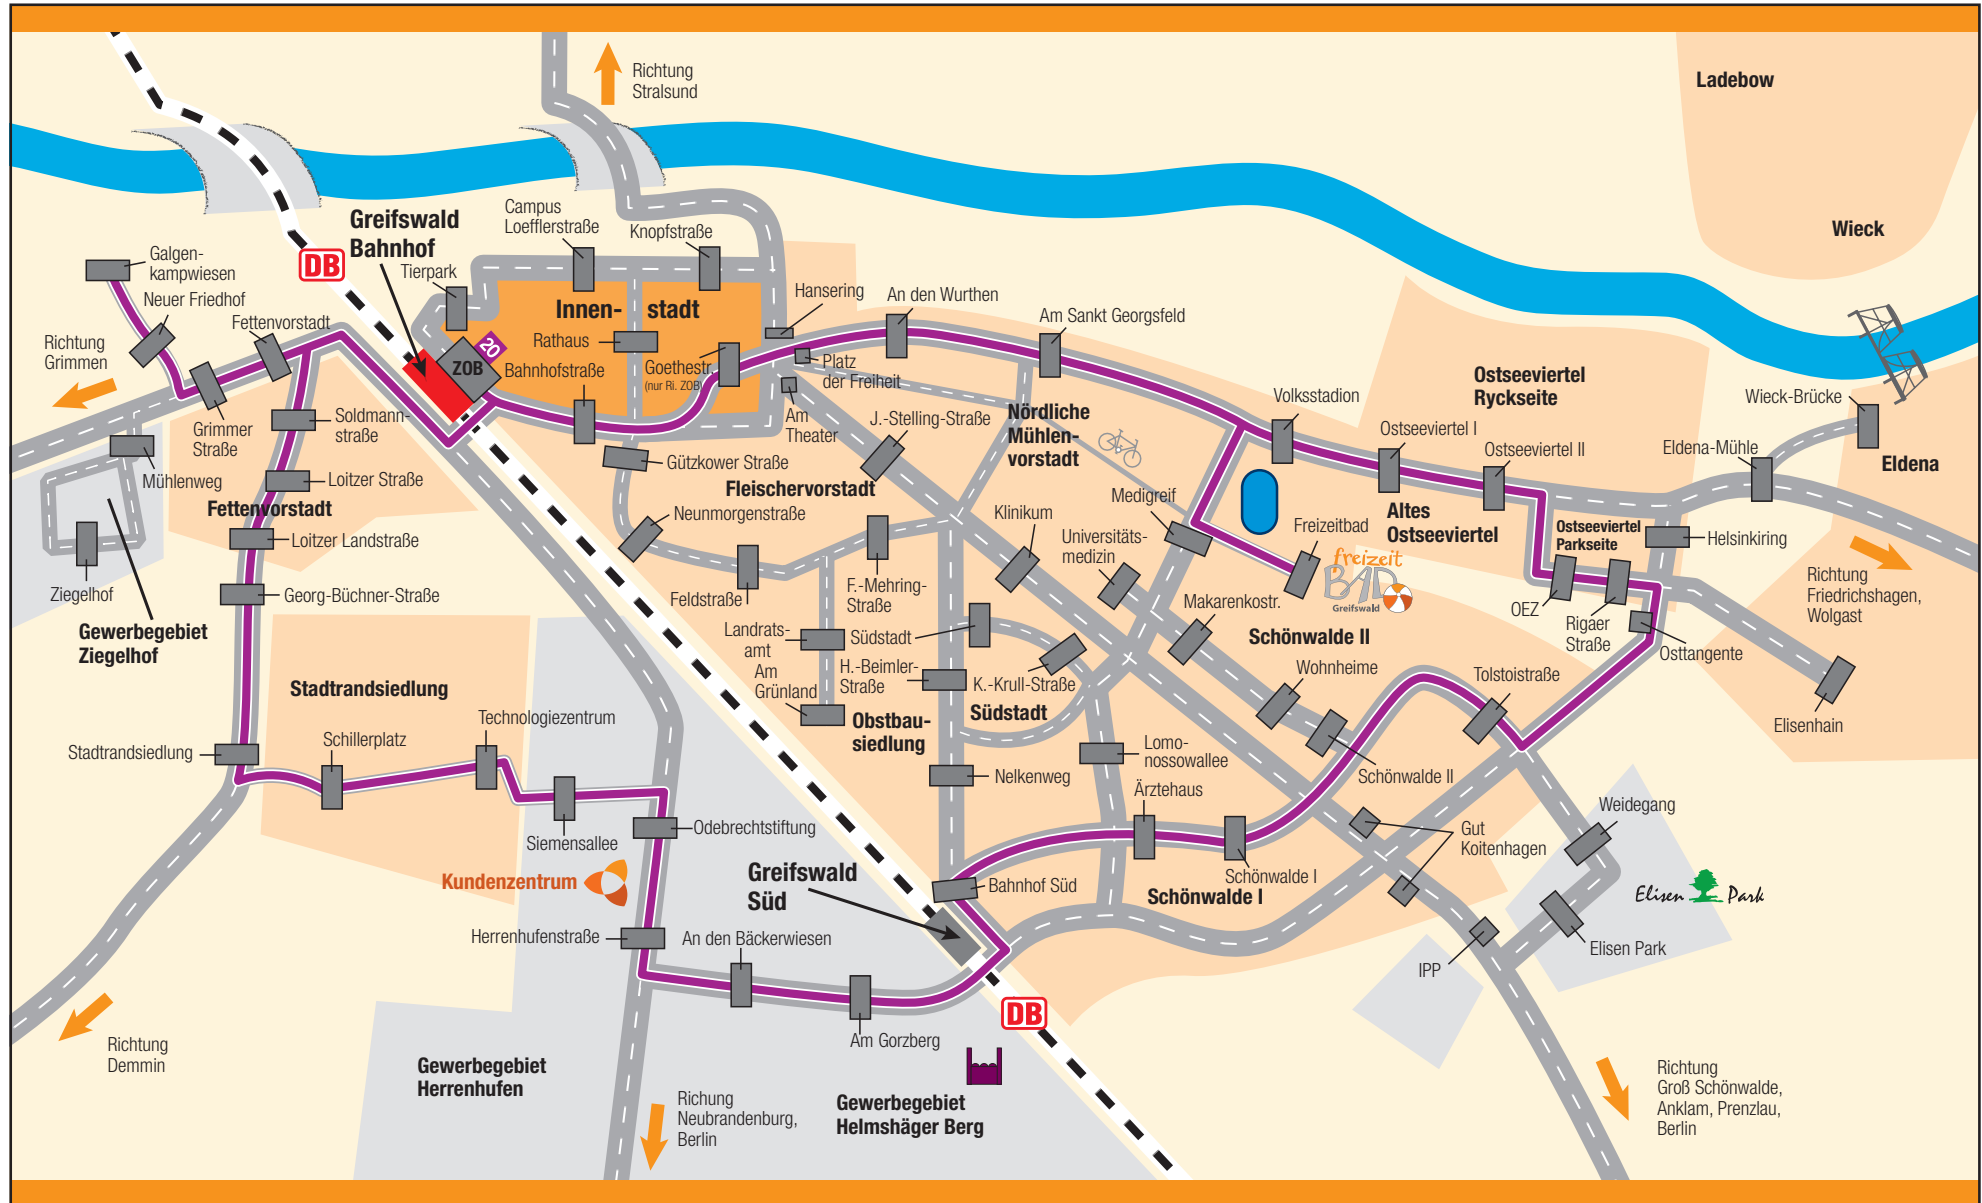 Richtung
Stralsund
Ladebow
Wieck
Greifswald
Bahnhof
DB
Campus
Loefflerstraße
Knopfstraße
Tierpark
Galgen-
kampwiesen
Neuer Friedhof
Fettenvorstadt
Richtung
Grimmen
Innen-
stadt
Hansering
An den Wurthen
Am Sankt Georgsfeld
Rathaus
20
ZOB
Bahnhofstraße
Goethestr.
(nur Ri. ZOB)
Platz
der Freiheit
Am
Theater
J.-Stelling-Straße
Nördliche
Mühlen-
vorstadt
Volksstadion
Ostseeviertel
Ryckseite
Wieck-Brücke
Ostseeviertel I
Ostseeviertel II
Eldena-Mühle
Eldena
Grimmer
Straße
Soldmann-
straße
Mühlenweg
Loitzer Straße
Fettenvorstadt
Loitzer Landstraße
Gützkower Straße
Fleischervorstadt
Neunmorgenstraße
Klinikum
Medigreif
Universitäts-
medizin
Freizeitbad
freizeit
BAD
Greifswald
Altes
Ostseeviertel
Ostseeviertel
Parkseite
Helsinkiring
Richtung
Friedrichshagen,
Wolgast
Ziegelhof
Georg-Büchner-Straße
Gewerbegebiet
Ziegelhof
Feldstraße
F.-Mehring-
Straße
Makarenkostr.
OEZ
Rigaer
Straße
Osttangente
Landrats-
amt
Südstadt
Am
Grünland
H.-Beimler-
Straße
K.-Krull-Straße
Schönwalde II
Wohnheime
Tolstoistraße
Elisenhain
Stadtrandsiedlung
Technologiezentrum
Schillerplatz
Stadtrandsiedlung
Obstbau-
siedlung
Südstadt
Lomo-
nossowallee
Nelkenweg
Schönwalde II
Ärztehaus
Weidegang
Siemensallee
Odebrechtstiftung
Gut
Koitenhagen
Kundenzentrum
Greifswald
Süd
Bahnhof Süd
Schönwalde I
Schönwalde I
Elisen Park
Herrenhufenstraße
An den Bäckerwiesen
Elisen Park
IPP
DB
Am Gorzberg
Richtung
Demmin
Gewerbegebiet
Herrenhufen
Richung
Neubrandenburg,
Berlin
Gewerbegebiet
Helmshäger Berg
Richtung
Groß Schönwalde,
Anklam, Prenzlau,
Berlin